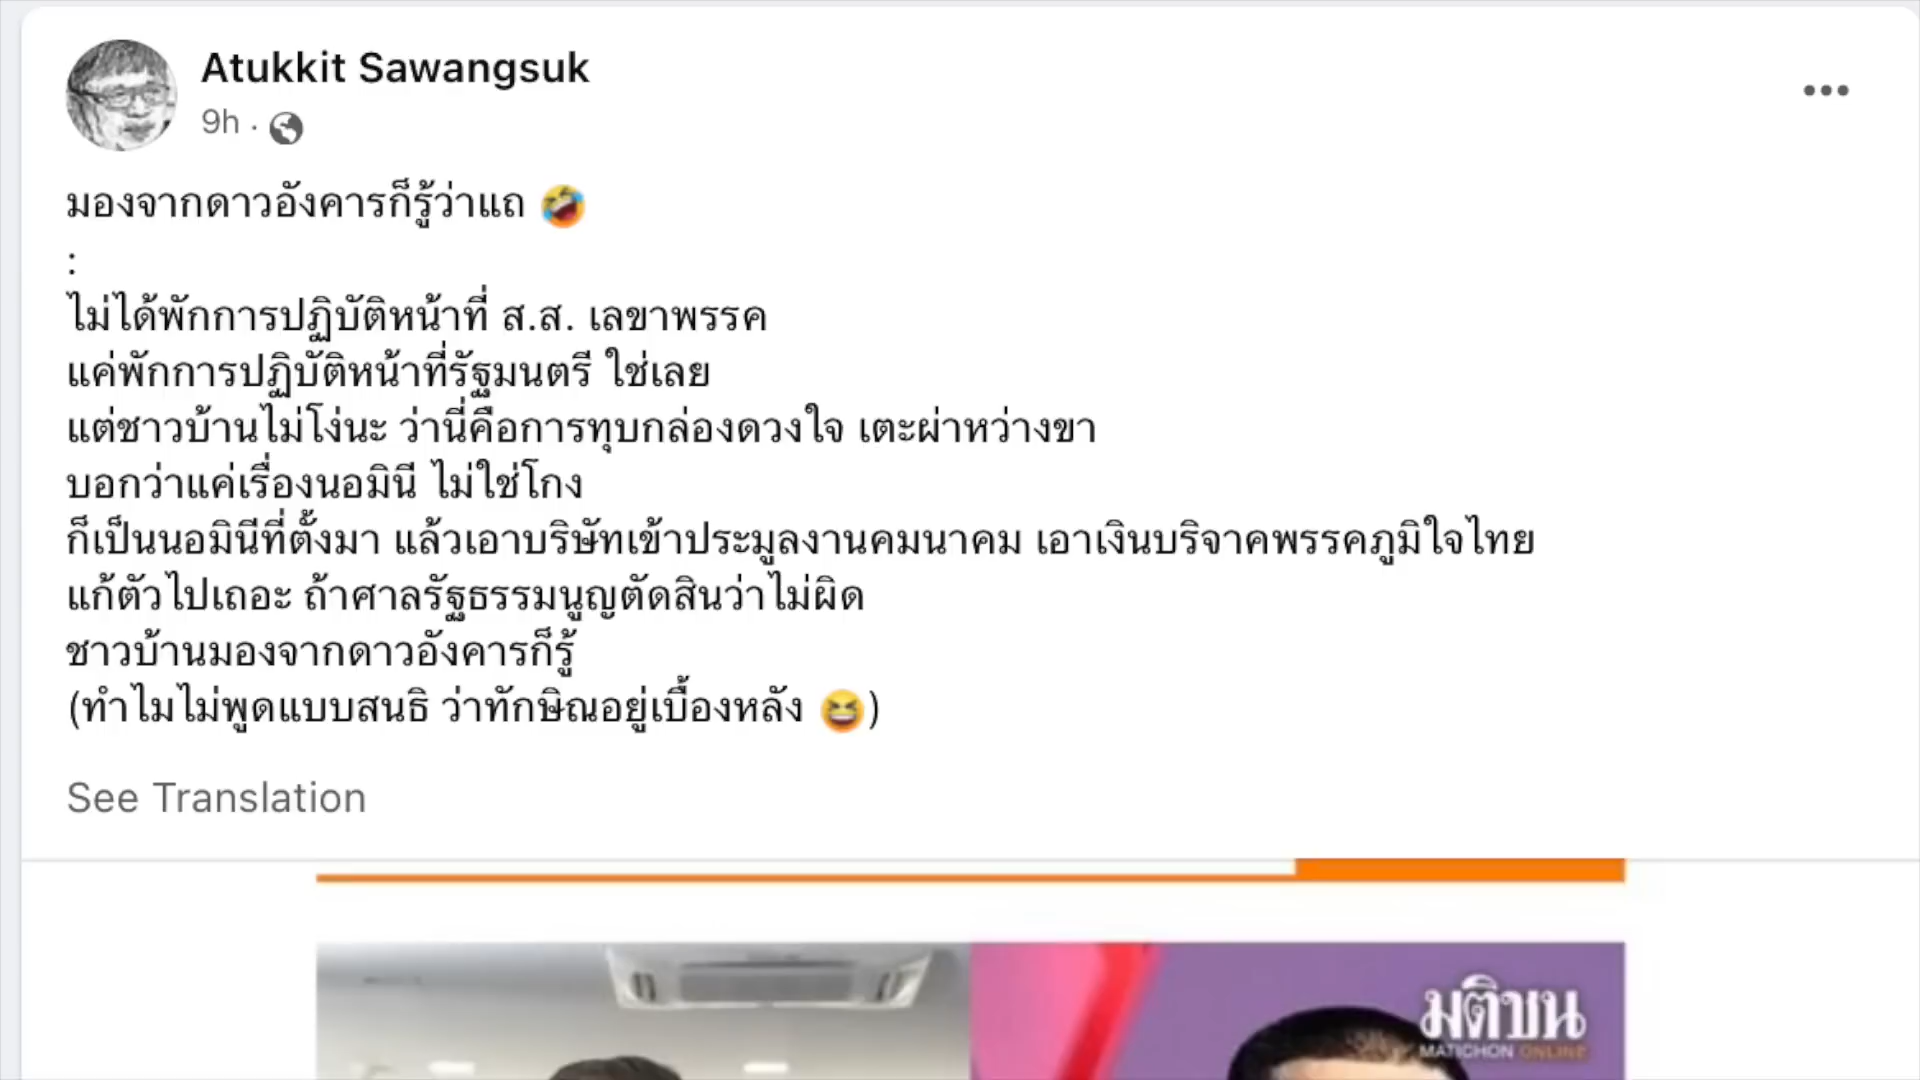 Atukkit Sawangsuk
9h ·
มองจากดาวอังคารก็รู้ว่าแถ 🤣
:
ไม่ได้พักการปฏิบัติหน้าที่ ส.ส. เลขาพรรค
แค่พักการปฏิบัติหน้าที่รัฐมนตรี ใช่เลย
แต่ชาวบ้านไม่โง่นะ ว่านี่คือการทุบกล่องดวงใจ เตะผ่าหว่างขา
บอกว่าแค่เรื่องนอมินี ไม่ใช่โกง
ก็เป็นนอมินีที่ตั้งมา แล้วเอาบริษัทเข้าประมูลงานคมนาคม เอาเงินบริจาคพรรคภูมิใจไทย
แก้ตัวไปเถอะ ถ้าศาลรัฐธรรมนูญตัดสินว่าไม่ผิด
ชาวบ้านมองจากดาวอังคารก็รู้
(ทำไมไม่พูดแบบสนธิ ว่าทักษิณอยู่เบื้องหลัง 😆)
See Translation
มติชน
MATICHON ONLINE